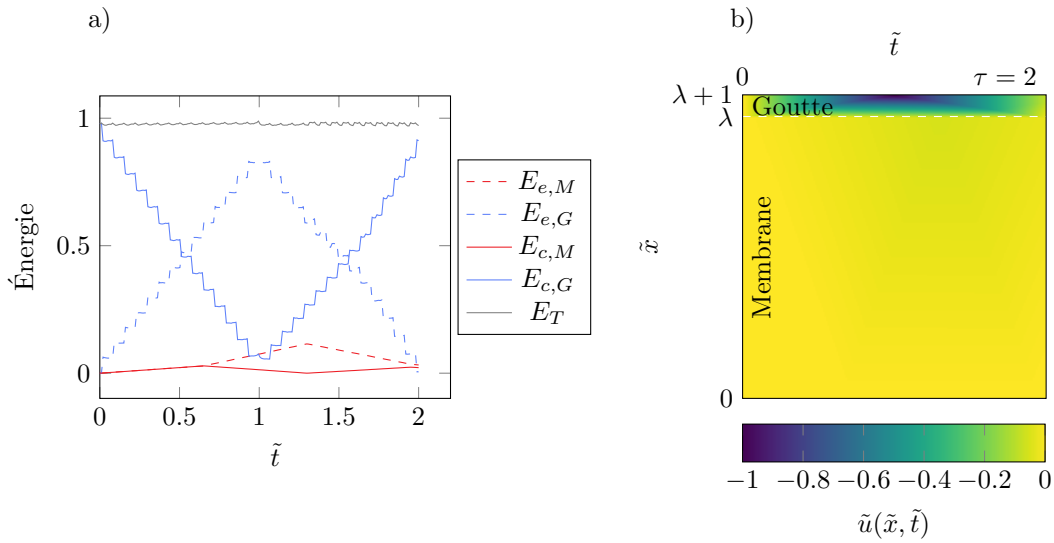 a)
Énergie
1
0.5
0
0 0.5 1 1.5 2
t̃
E_{e,M}
E_{e,G}
E_{c,M}
E_{c,G}
E_T
b)
t̃
0 τ = 2
λ + 1
λ
0
x̃
Goutte
Membrane
−1 −0.8 −0.6 −0.4 −0.2 0
ũ(x̃, t̃)